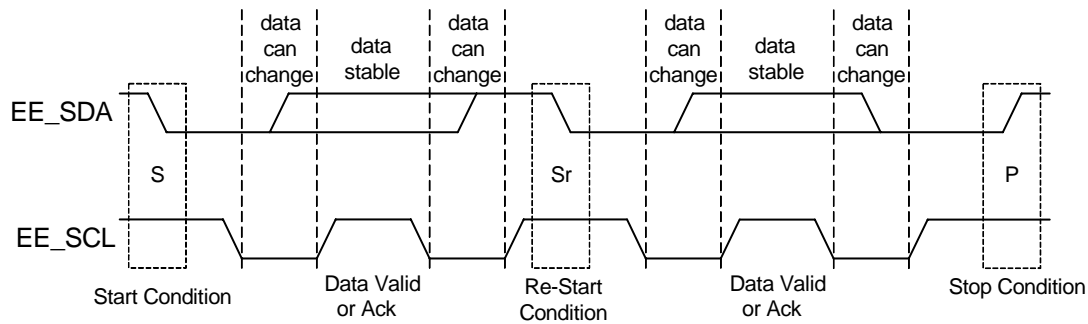 data
can
change
data
stable
data
can
change
data
can
change
data
stable
data
can
change
EE_SDA
S
Sr
P
EE_SCL
Start Condition
Data Valid
or Ack
Re-Start
Condition
Data Valid
or Ack
Stop Condition